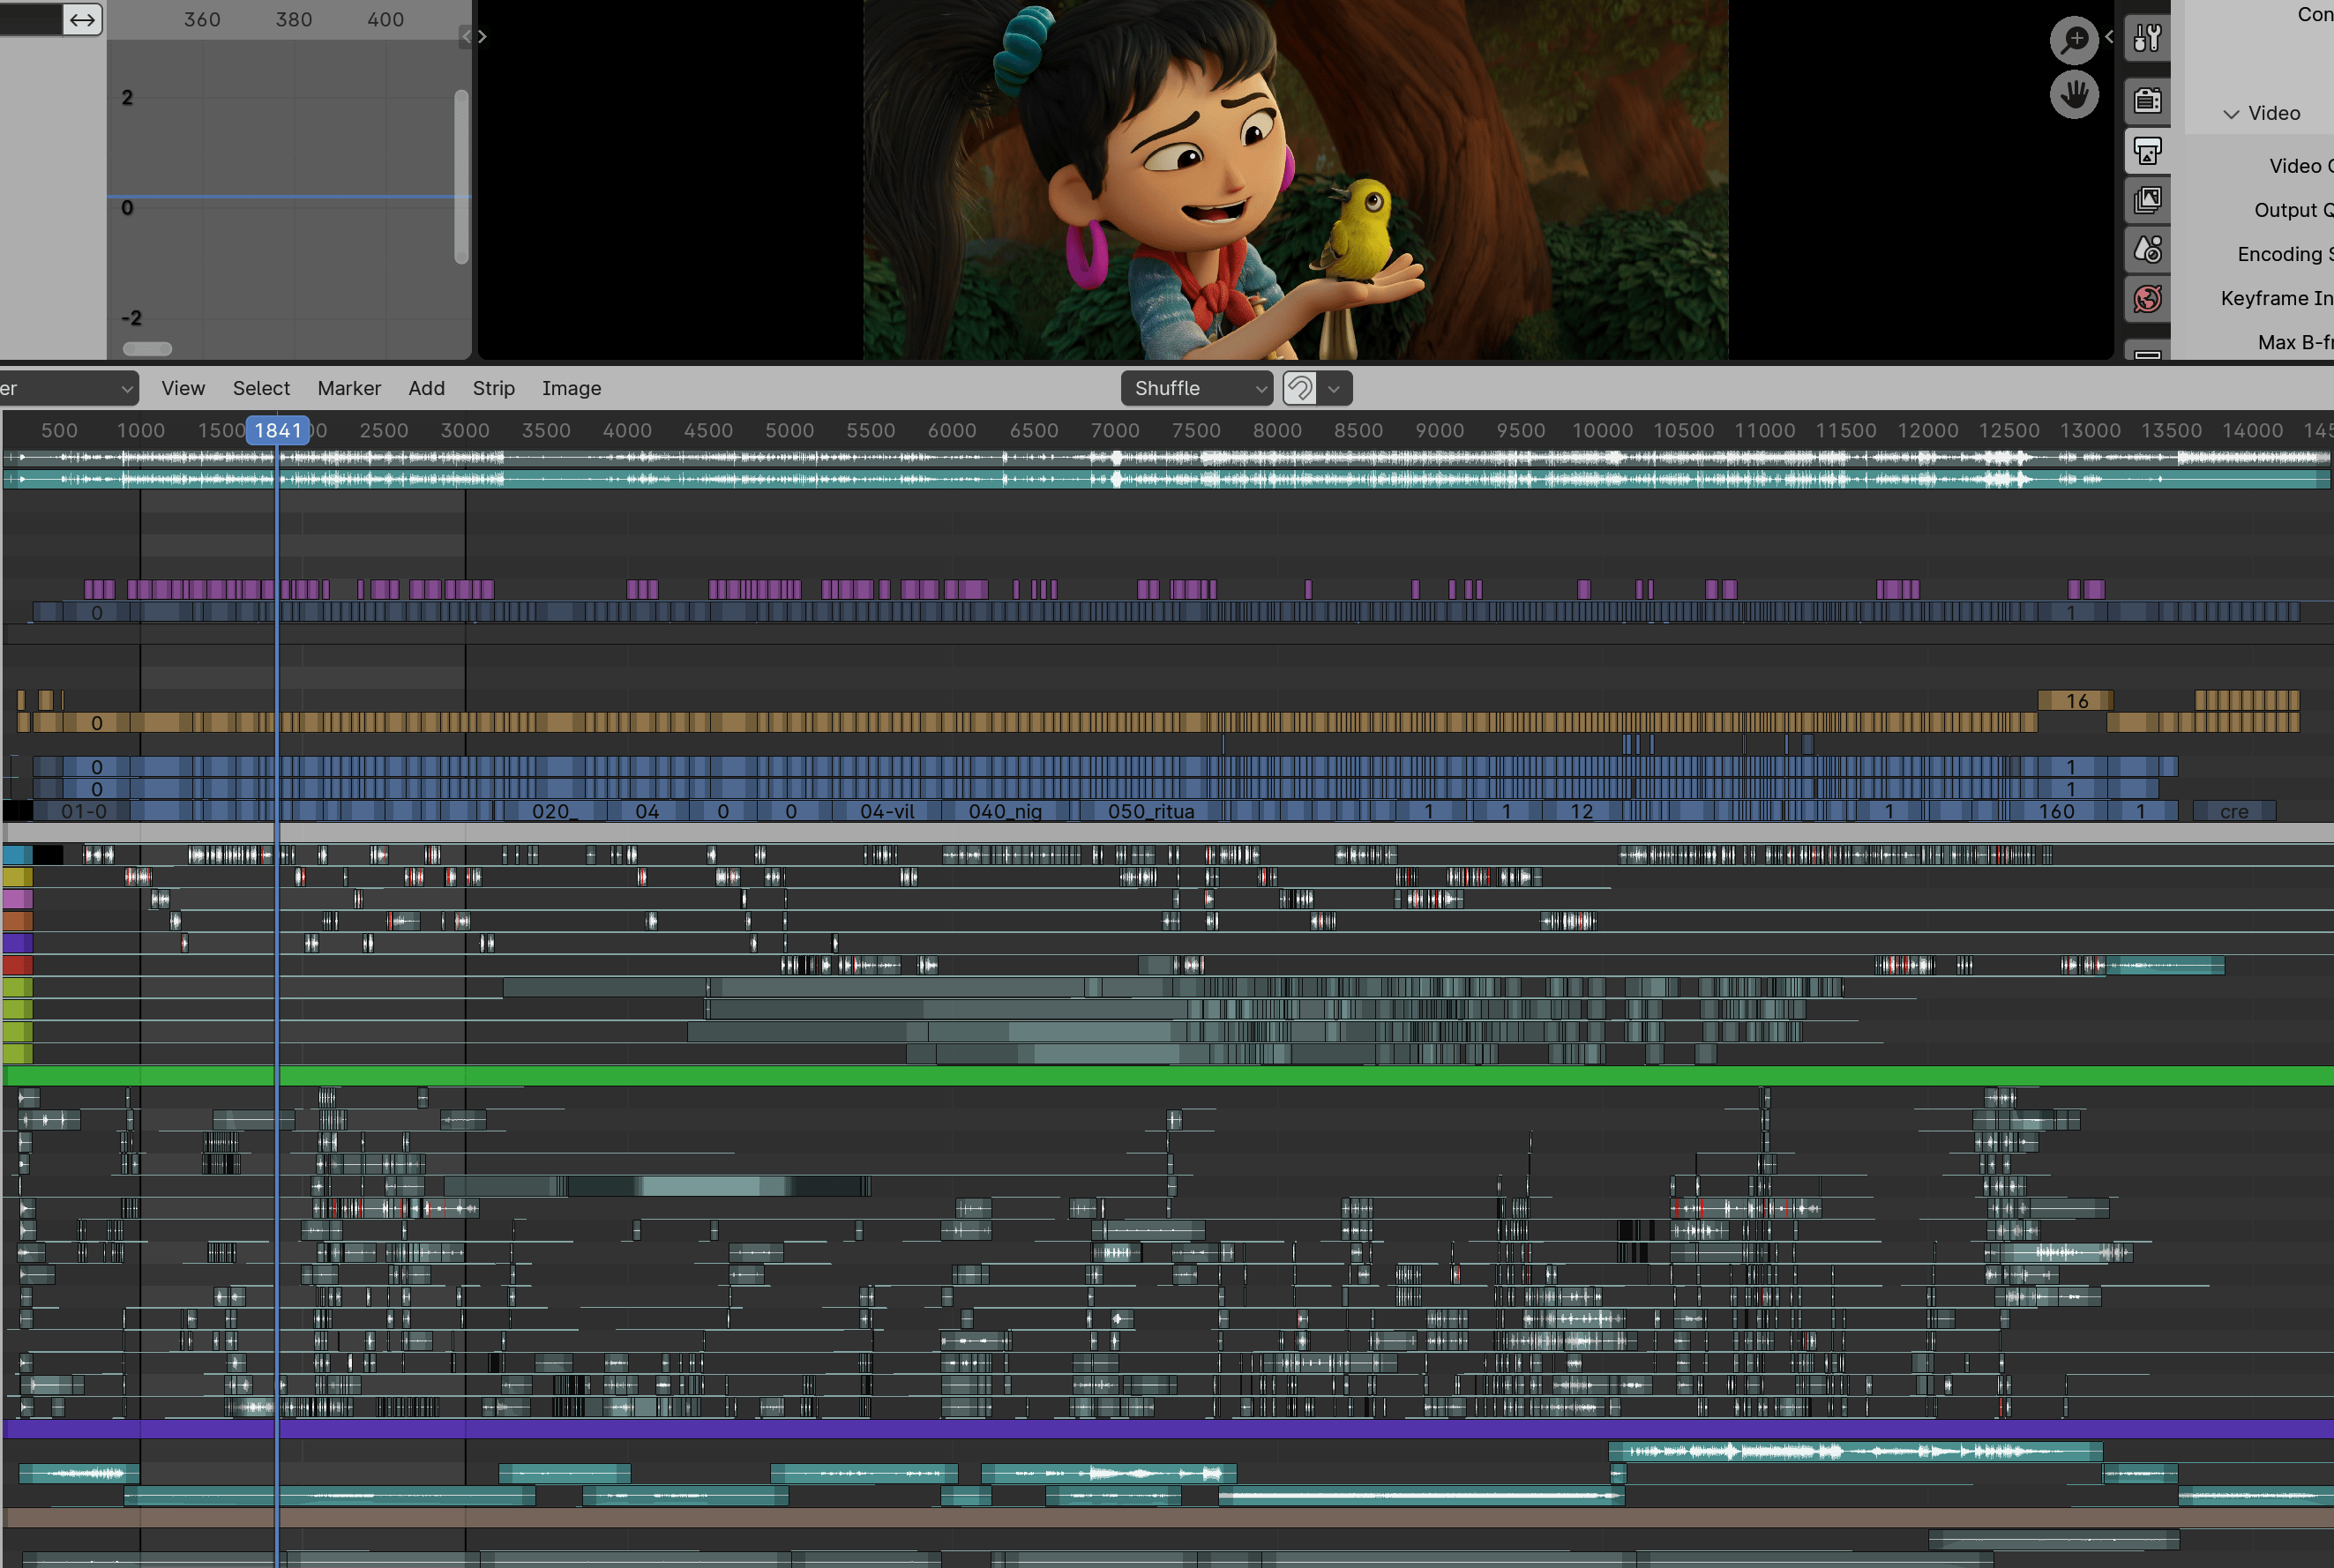 360 380 400
2
0
-2
Con
Video
Video C
Output Q
Encoding S
Keyframe In
Max B-fr
er View Select Marker Add Strip Image Shuffle
500 1000 1500 1841 2500 3000 3500 4000 4500 5000 5500 6000 6500 7000 7500 8000 8500 9000 9500 10000 10500 11000 11500 12000 12500 13000 13500 14000 145
0 1
16
0
0 1
0 1
01-0 020_ 04 0 0 04-vil 040_nig 050_ritua 1 1 12 1 160 1 cre